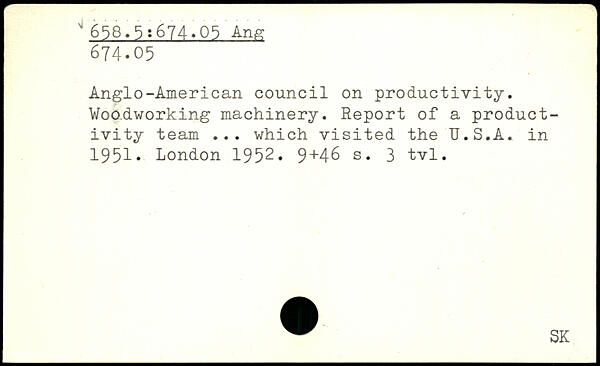 658.5:674.05 Ang
674.05
Anglo-American council on productivity.
Woodworking machinery. Report of a product-
ivity team ... which visited the U.S.A. in
1951. London 1952. 9+46 s. 3 tvl.
SK